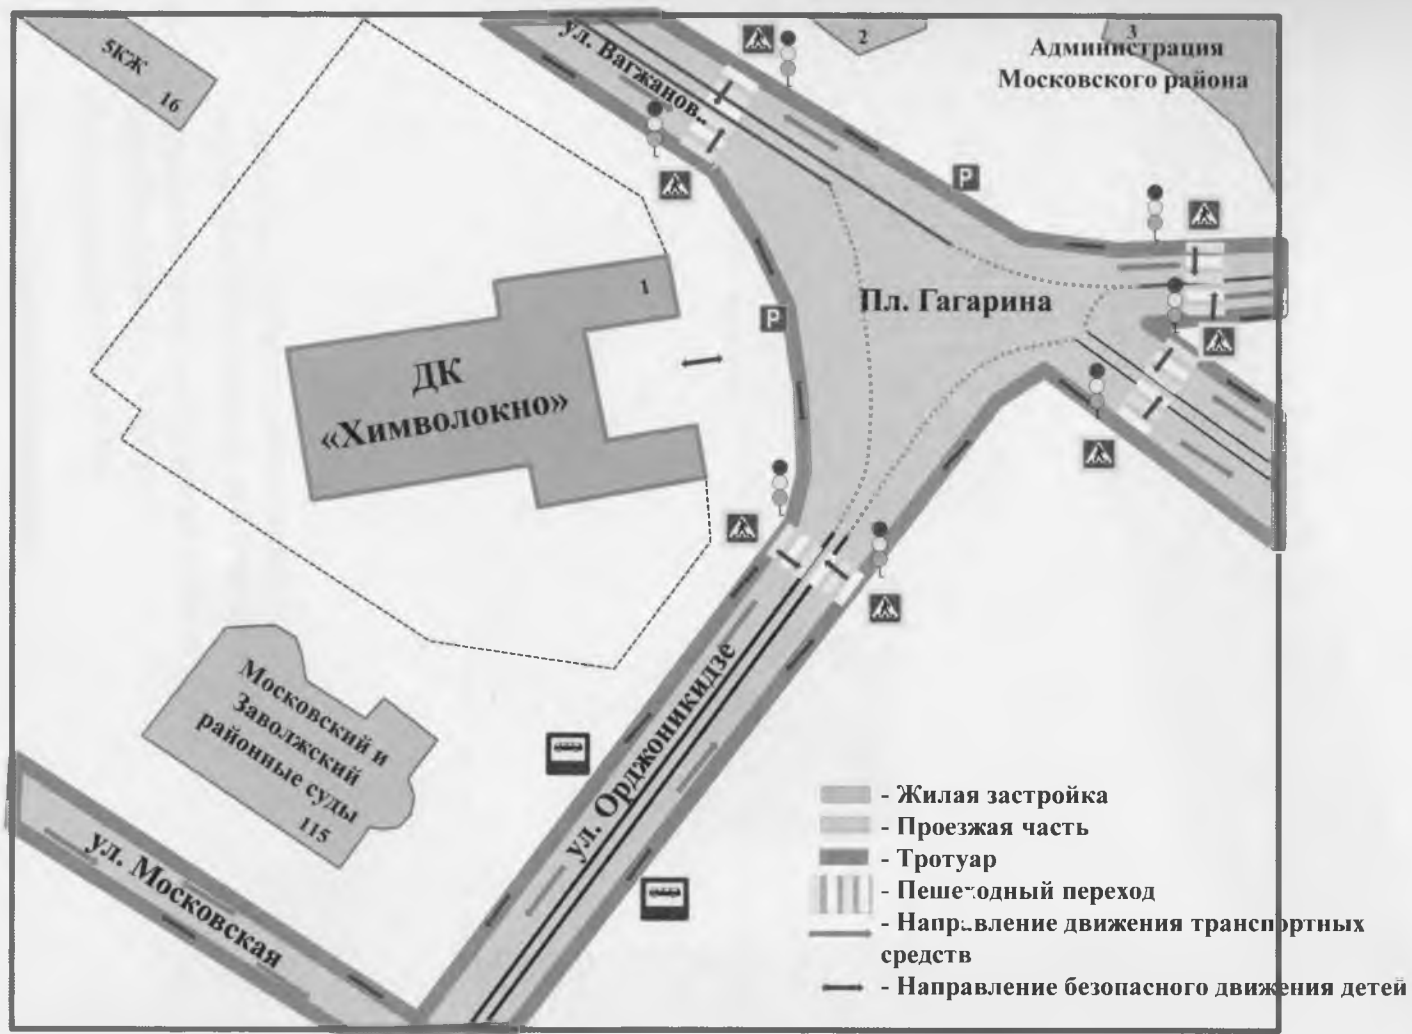 5КЖ
16
ул. Вагжанов..
2
3
Администрация
Московского района
Р
Р
1
Пл. Гагарина
ДК
«Химволокно»
Московский и
Заволжский
районные суды
115
ул. Орджоникидзе
ул. Московская
- Жилая застройка
- Проезжая часть
- Тротуар
- Пешеходный переход
- Направление движения транспортных
средств
- Направление безопасного движения детей